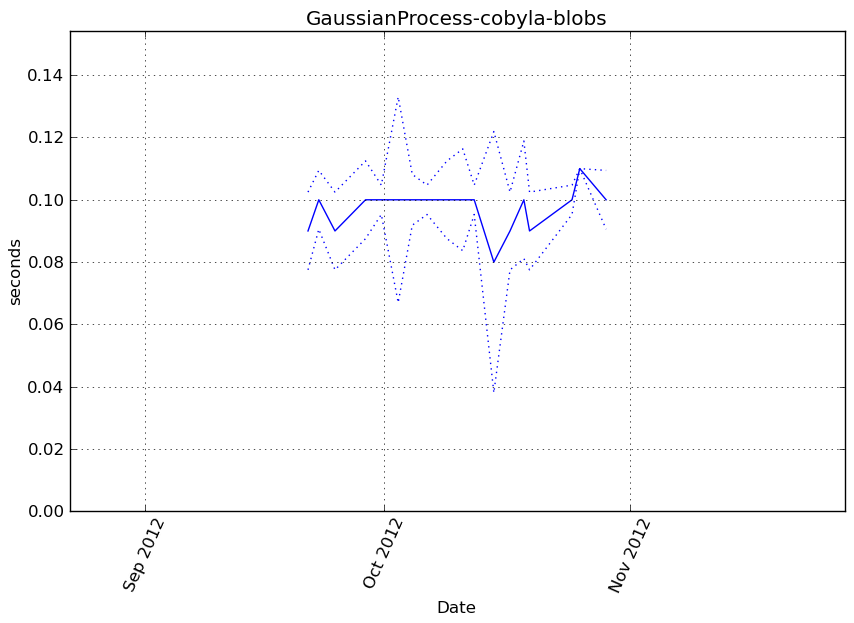 GaussianProcess-cobyla-blobs
0.14
0.12
0.10
0.08
0.06
0.04
0.02
0.00
seconds
Sep 2012
Oct 2012
Nov 2012
Date